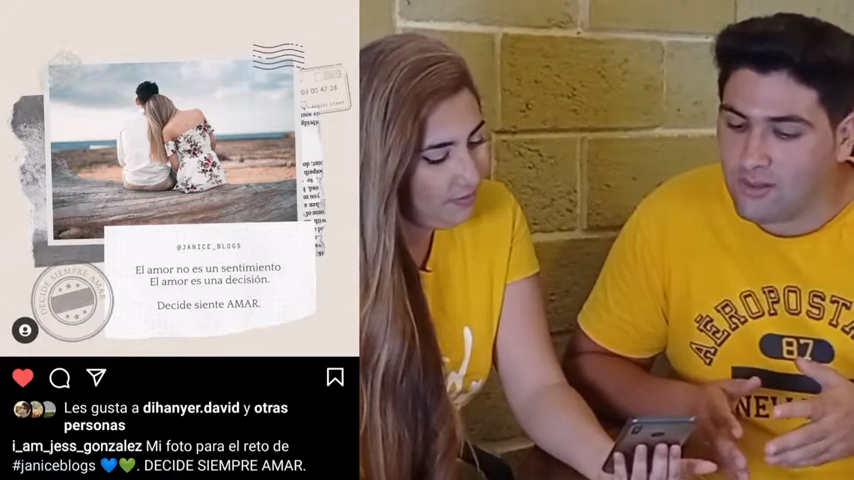 09 00 47 28
@JANICE_BLOGS
El amor no es un sentimiento
El amor es una decisión.
Decide siente AMAR.
DECIDE SIEMPRE AMAR
Les gusta a dihanyer.david y otras
personas
i_am_jess_gonzalez Mi foto para el reto de
#janiceblogs 💙💚. DECIDE SIEMPRE AMAR.
AÉROPOSTA
87